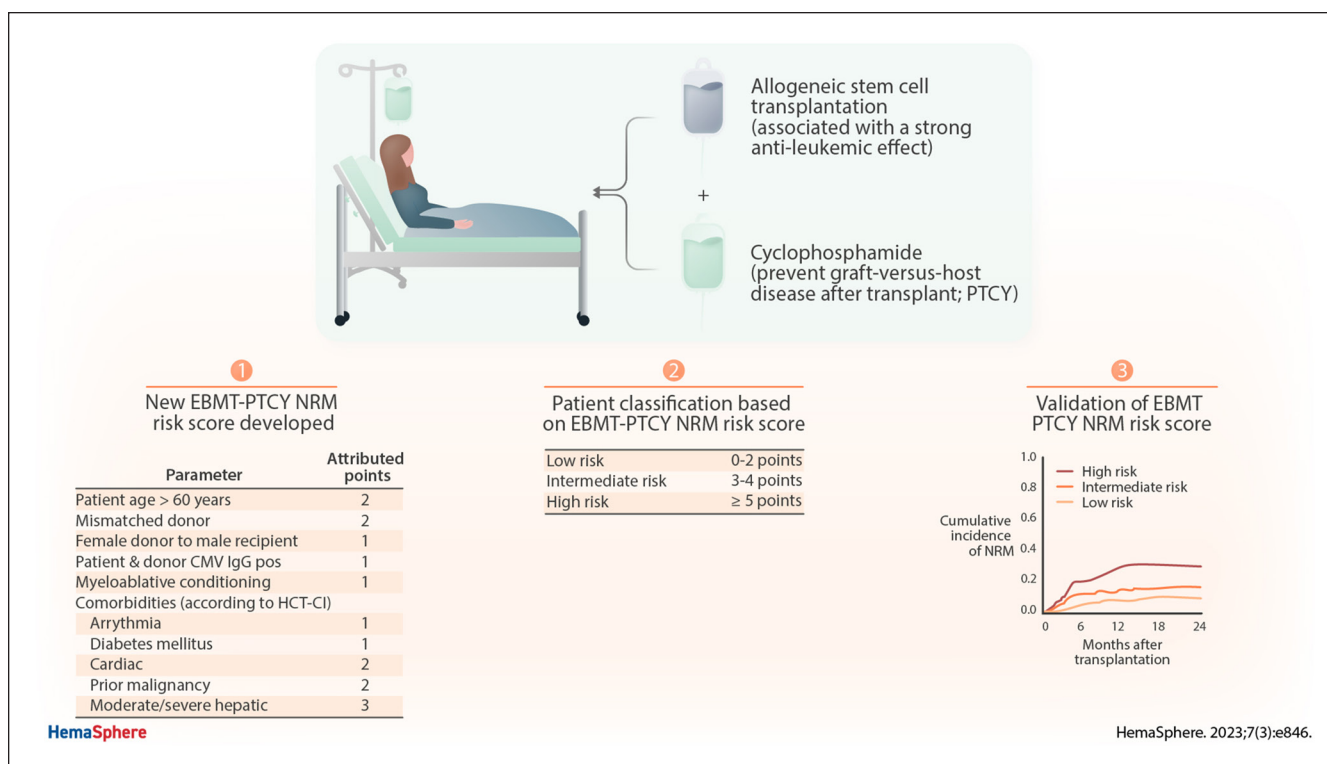 Allogeneic stem cell
transplantation
(associated with a strong
anti-leukemic effect)
+
Cyclophosphamide
(prevent graft-versus-host
disease after transplant; PTCY)
1
New EBMT-PTCY NRM
risk score developed
Parameter Attributed points
Patient age > 60 years 2
Mismatched donor 2
Female donor to male recipient 1
Patient & donor CMV IgG pos 1
Myeloablative conditioning 1
Comorbidities (according to HCT-CI)
Arrythmia 1
Diabetes mellitus 1
Cardiac 2
Prior malignancy 2
Moderate/severe hepatic 3
2
Patient classification based
on EBMT-PTCY NRM risk score
Low risk 0-2 points
Intermediate risk 3-4 points
High risk ≥ 5 points
3
Validation of EBMT
PTCY NRM risk score
Cumulative
incidence
of NRM
1.0
0.8
0.6
0.4
0.2
0.0
High risk
Intermediate risk
Low risk
0 6 12 18 24
Months after
transplantation
HemaSphere
HemaSphere. 2023;7(3):e846.